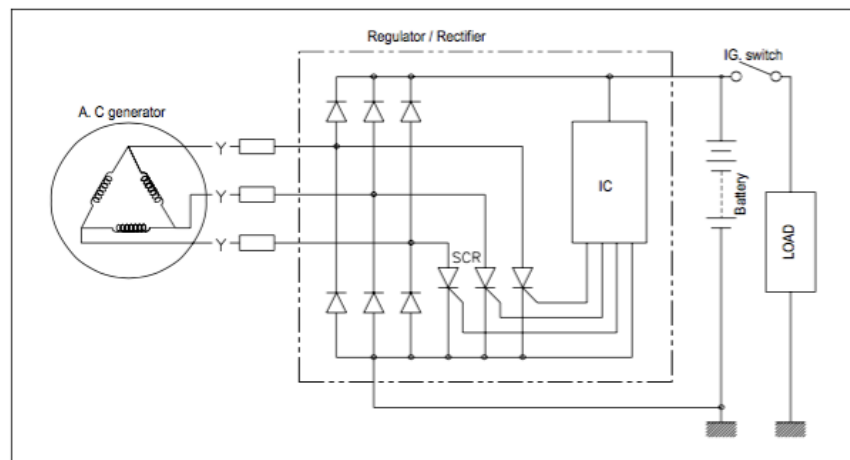 Regulator / Rectifier
IG. switch
A. C generator
Y
IC
Y
Battery
Y
SCR
LOAD